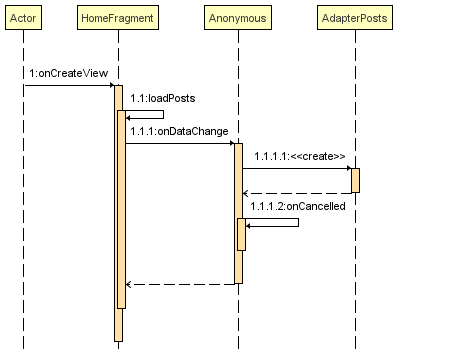 Actor
HomeFragment
Anonymous
AdapterPosts
1:onCreateView
1.1:loadPosts
1.1.1:onDataChange
1.1.1.1:<<create>>
1.1.1.2:onCancelled